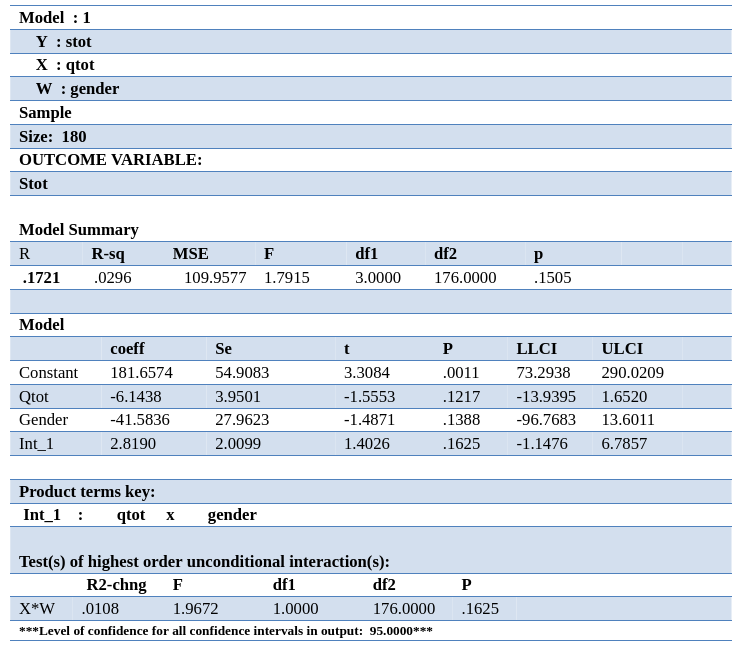 Model : 1
Y : stot
X : qtot
W : gender
Sample
Size: 180
OUTCOME VARIABLE:
Stot
Model Summary
R R-sq MSE F df1 df2 p
.1721 .0296 109.9577 1.7915 3.0000 176.0000 .1505
Model
coeff Se t P LLCI ULCI
Constant 181.6574 54.9083 3.3084 .0011 73.2938 290.0209
Qtot -6.1438 3.9501 -1.5553 .1217 -13.9395 1.6520
Gender -41.5836 27.9623 -1.4871 .1388 -96.7683 13.6011
Int_1 2.8190 2.0099 1.4026 .1625 -1.1476 6.7857
Product terms key:
Int_1 : qtot x gender
Test(s) of highest order unconditional interaction(s):
R2-chng F df1 df2 P
X*W .0108 1.9672 1.0000 176.0000 .1625
***Level of confidence for all confidence intervals in output: 95.0000***